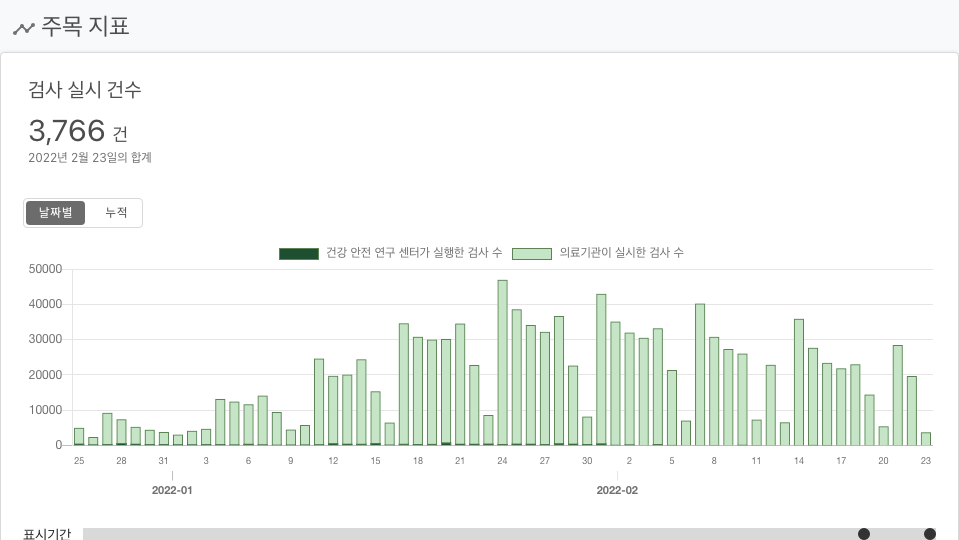 주목 지표
검사 실시 건수
3,766 건
2022년 2월 23일의 합계
날짜별 누적
건강 안전 연구 센터가 실행한 검사 수 의료기관이 실시한 검사 수
50000
40000
30000
20000
10000
0
25 28 31 3 6 9 12 15 18 21 24 27 30 2 5 8 11 14 17 20 23
2022-01 2022-02
표시기간